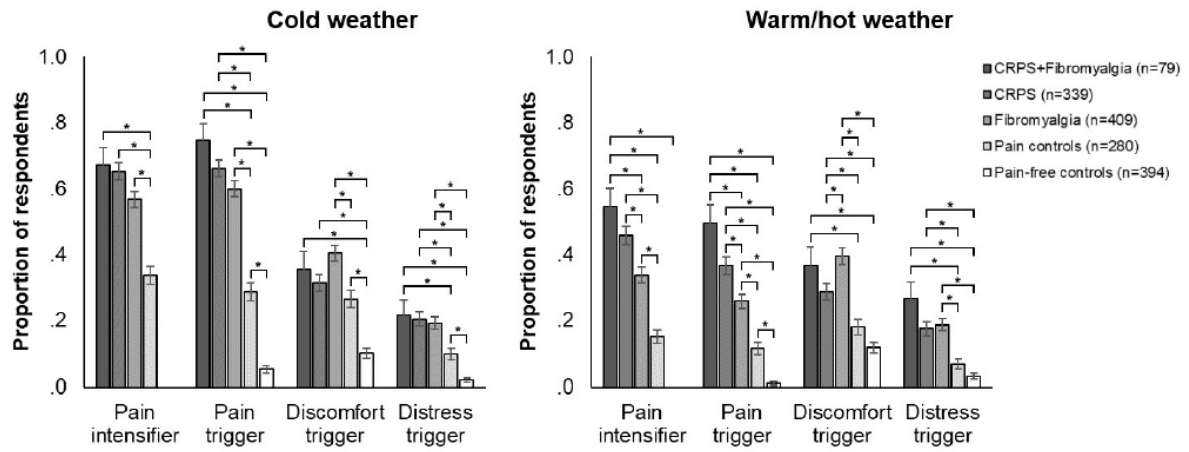 Cold weather
Warm/hot weather
Proportion of respondents
1.0
.8
.6
.4
.2
.0
* * * * * * * * * * * * * * * * * * * * * *
Pain intensifier
Pain trigger
Discomfort trigger
Distress trigger
Proportion of respondents
1.0
.8
.6
.4
.2
.0
* * * * * * * * * * * * * * * * * * * * * * * *
Pain intensifier
Pain trigger
Discomfort trigger
Distress trigger
CRPS+Fibromyalgia (n=79)
CRPS (n=339)
Fibromyalgia (n=409)
Pain controls (n=280)
Pain-free controls (n=394)